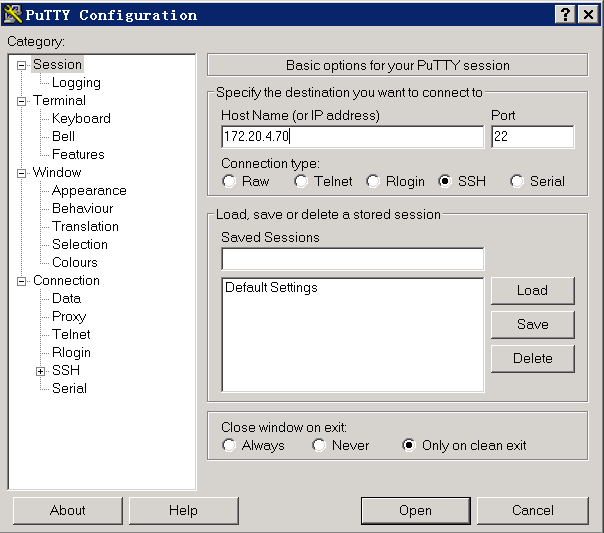 PuTTY Configuration
Category:
Session
Logging
Terminal
Keyboard
Bell
Features
Window
Appearance
Behaviour
Translation
Selection
Colours
Connection
Data
Proxy
Telnet
Rlogin
SSH
Serial
Basic options for your PuTTY session
Specify the destination you want to connect to
Host Name (or IP address) Port
172.20.4.70 22
Connection type:
Raw Telnet Rlogin SSH Serial
Load, save or delete a stored session
Saved Sessions
Default Settings
Load
Save
Delete
Close window on exit:
Always Never Only on clean exit
About Help Open Cancel